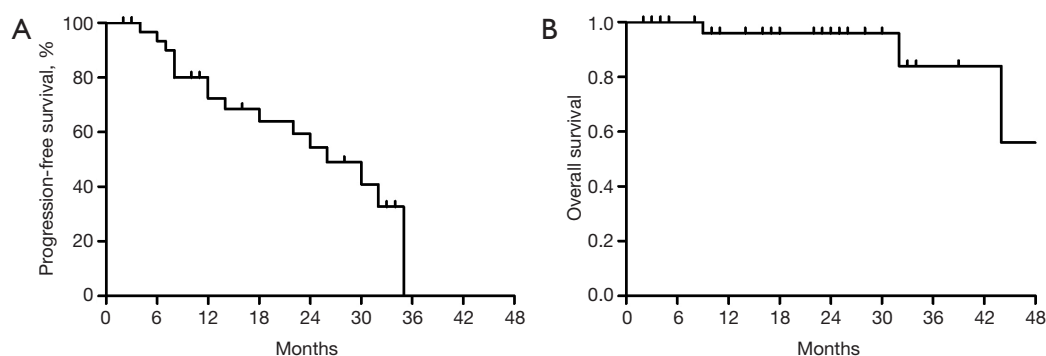 A
Progression-free survival, %
100
80
60
40
20
0
0 6 12 18 24 30 36 42 48
Months
B
Overall survival
1.0
0.8
0.6
0.4
0.2
0.0
0 6 12 18 24 30 36 42 48
Months